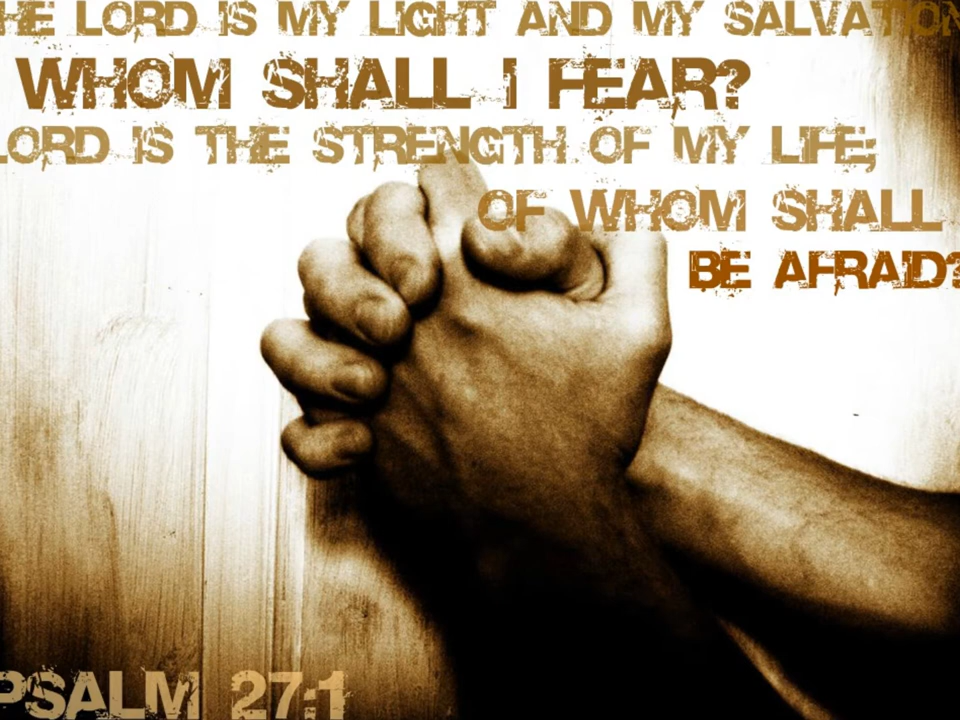 HE LORD IS MY LIGHT AND MY SALVATION
WHOM SHALL I FEAR?
LORD IS THE STRENGTH OF MY LIFE;
OF WHOM SHALL
BE AFRAID?
PSALM 27:1